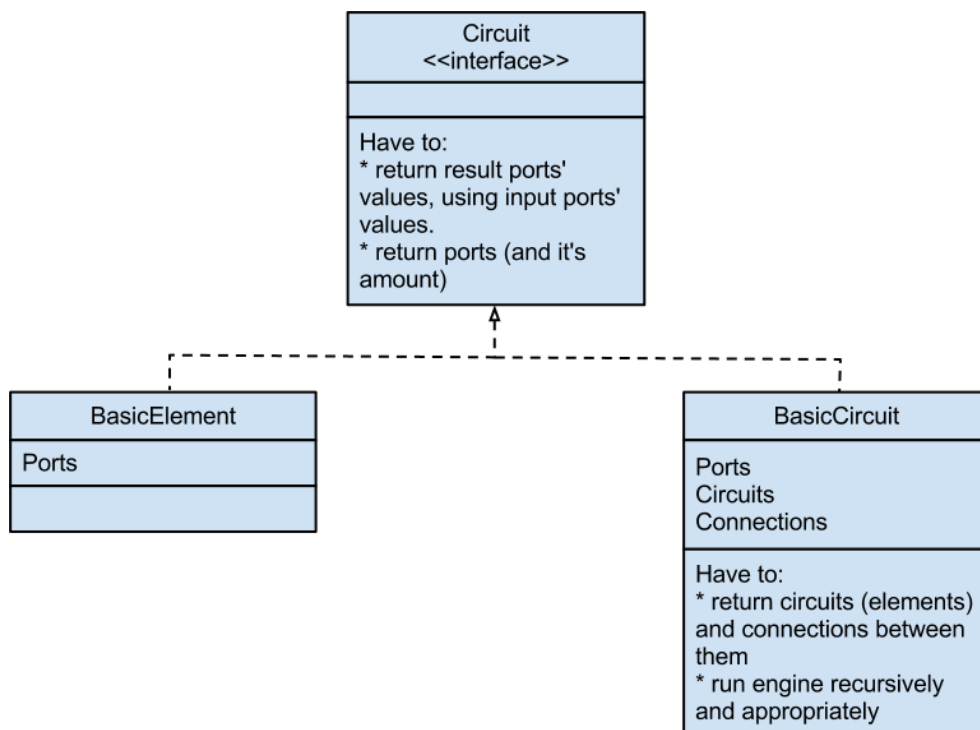 Circuit
<<interface>>
Have to:
* return result ports'
values, using input ports'
values.
* return ports (and it's
amount)
BasicElement
Ports
BasicCircuit
Ports
Circuits
Connections
Have to:
* return circuits (elements)
and connections between
them
* run engine recursively
and appropriately